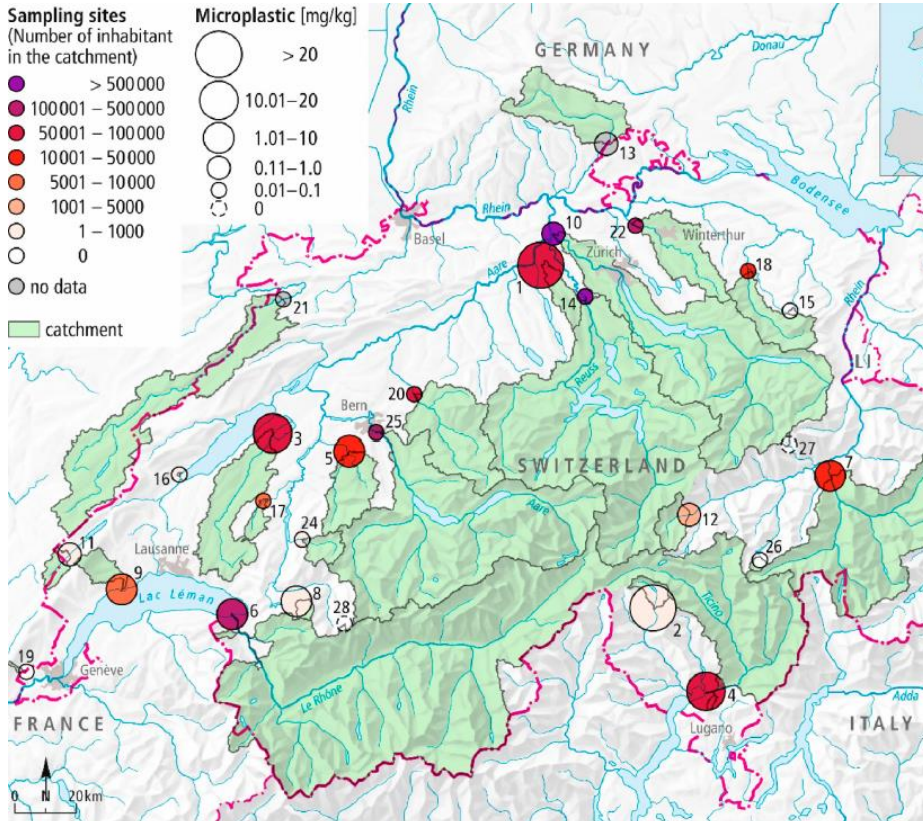 Sampling sites
(Number of inhabitant
in the catchment)
> 500 000
100 001 – 500 000
50 001 – 100 000
10 001 – 50 000
5001 – 10 000
1001 – 5000
1 – 1000
0
no data
catchment
Microplastic [mg/kg]
> 20
10.01–20
1.01–10
0.11–1.0
0.01–0.1
0
GERMANY
Donau
Rhein
13
Bodensee
Rhein
Basel
10
22
Winterthur
Zürich
Aare
1
18
14
15
Rhein
21
LI
Reuss
20
Bern
25
3
5
27
SWITZERLAND
7
16
Aare
17
12
24
11
Lausanne
26
9
Lac Léman
8
6
28
Ticino
2
Le Rhône
19
Genève
4
Adda
FRANCE
Lugano
ITALY
N
0 20 km